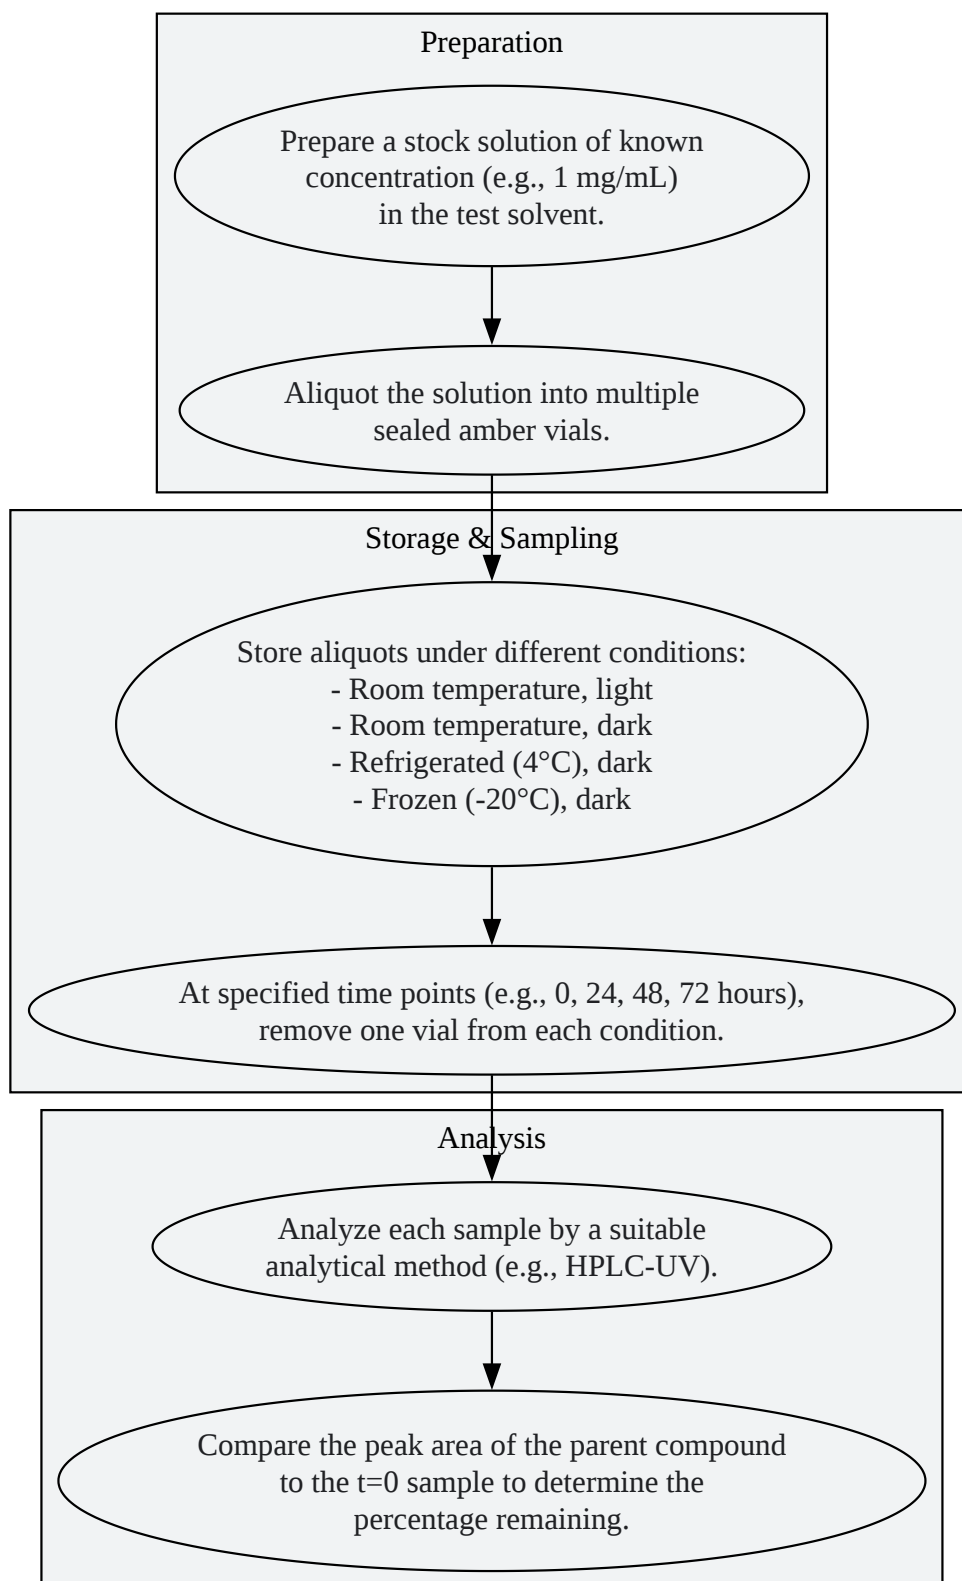 Preparation
Prepare a stock solution of known
concentration (e.g., 1 mg/mL)
in the test solvent.
Aliquot the solution into multiple
sealed amber vials.
Storage & Sampling
Store aliquots under different conditions:
- Room temperature, light
- Room temperature, dark
- Refrigerated (4°C), dark
- Frozen (-20°C), dark
At specified time points (e.g., 0, 24, 48, 72 hours),
remove one vial from each condition.
Analysis
Analyze each sample by a suitable
analytical method (e.g., HPLC-UV).
Compare the peak area of the parent compound
to the t=0 sample to determine the
percentage remaining.